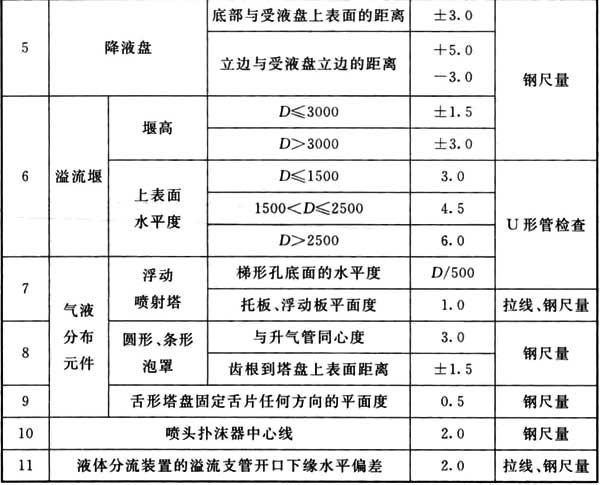 5 降液盘 底部与受液盘上表面的距离 ±3.0 钢尺量
立边与受液盘立边的距离 +5.0
−3.0
6 溢流堰 堰高 D≤3000 ±1.5
D>3000 ±3.0
上表面
水平度 D≤1500 3.0 U形管检查
1500<D≤2500 4.5
D>2500 6.0
7 气液
分布
元件 浮动
喷射塔 梯形孔底面的水平度 D/500
托板、浮动板平面度 1.0 拉线、钢尺量
8 圆形、条形
泡罩 与升气管同心度 3.0 钢尺量
齿根到塔盘上表面距离 ±1.5
9 舌形塔盘固定舌片任何方向的平面度 0.5 钢尺量
10 喷头扑沫器中心线 2.0 钢尺量
11 液体分流装置的溢流支管开口下缘水平偏差 2.0 拉线、钢尺量